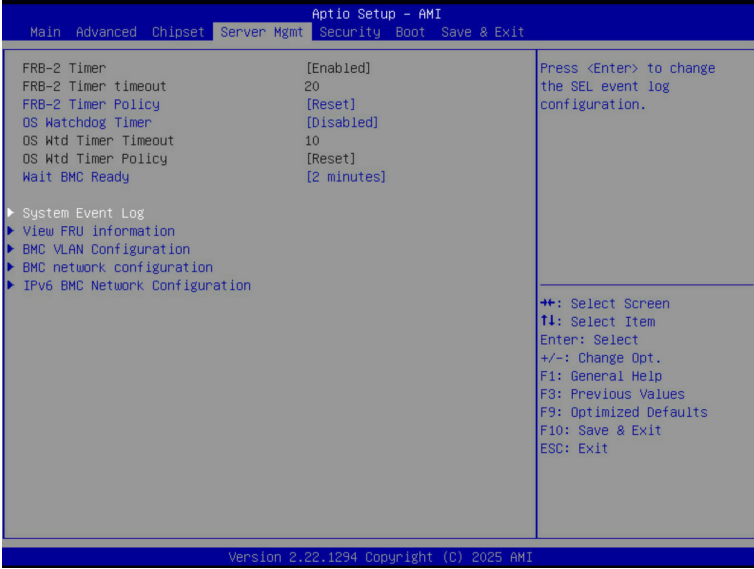 Aptio Setup – AMI
Main Advanced Chipset Server Mgmt Security Boot Save & Exit
FRB-2 Timer [Enabled]
FRB-2 Timer timeout 20
FRB-2 Timer Policy [Reset]
OS Watchdog Timer [Disabled]
OS Wtd Timer Timeout 10
OS Wtd Timer Policy [Reset]
Wait BMC Ready [2 minutes]
System Event Log
View FRU information
BMC VLAN Configuration
BMC network configuration
IPv6 BMC Network Configuration
Press <Enter> to change
the SEL event log
configuration.
→←: Select Screen
↑↓: Select Item
Enter: Select
+/-: Change Opt.
F1: General Help
F3: Previous Values
F9: Optimized Defaults
F10: Save & Exit
ESC: Exit
Version 2.22.1294 Copyright (C) 2025 AMI